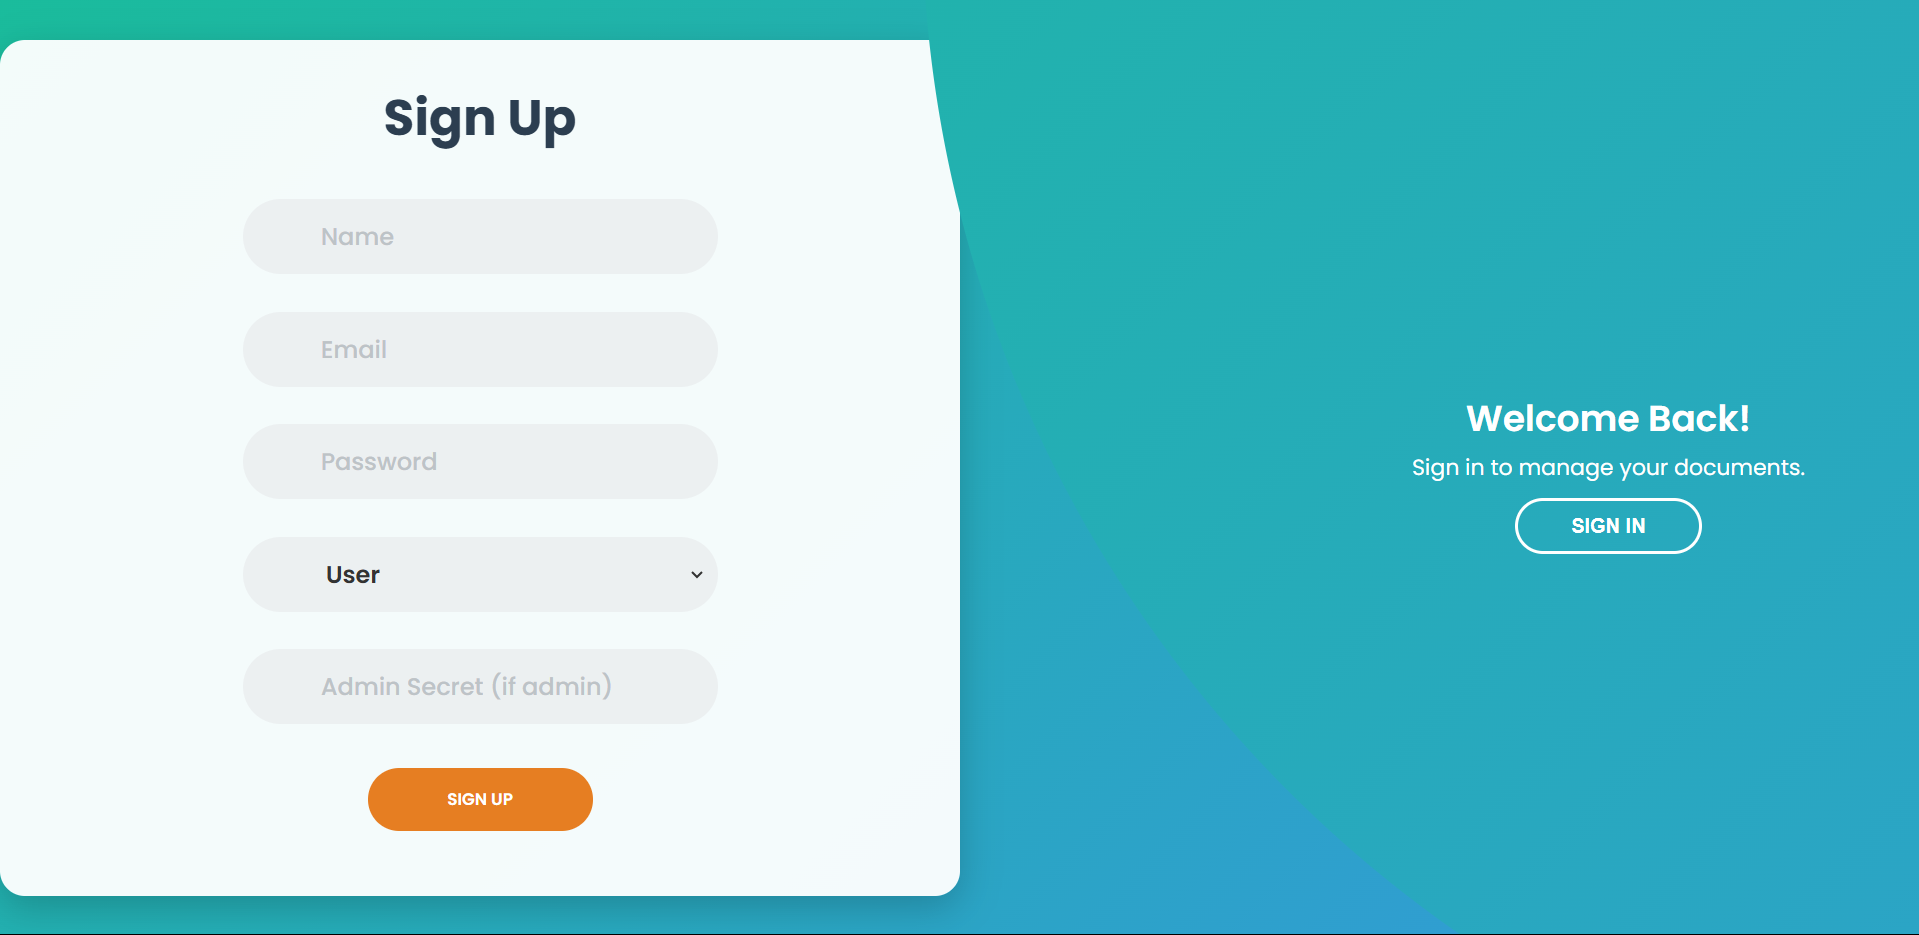 Sign Up
Name
Email
Password
User
Admin Secret (if admin)
SIGN UP
Welcome Back!
Sign in to manage your documents.
SIGN IN